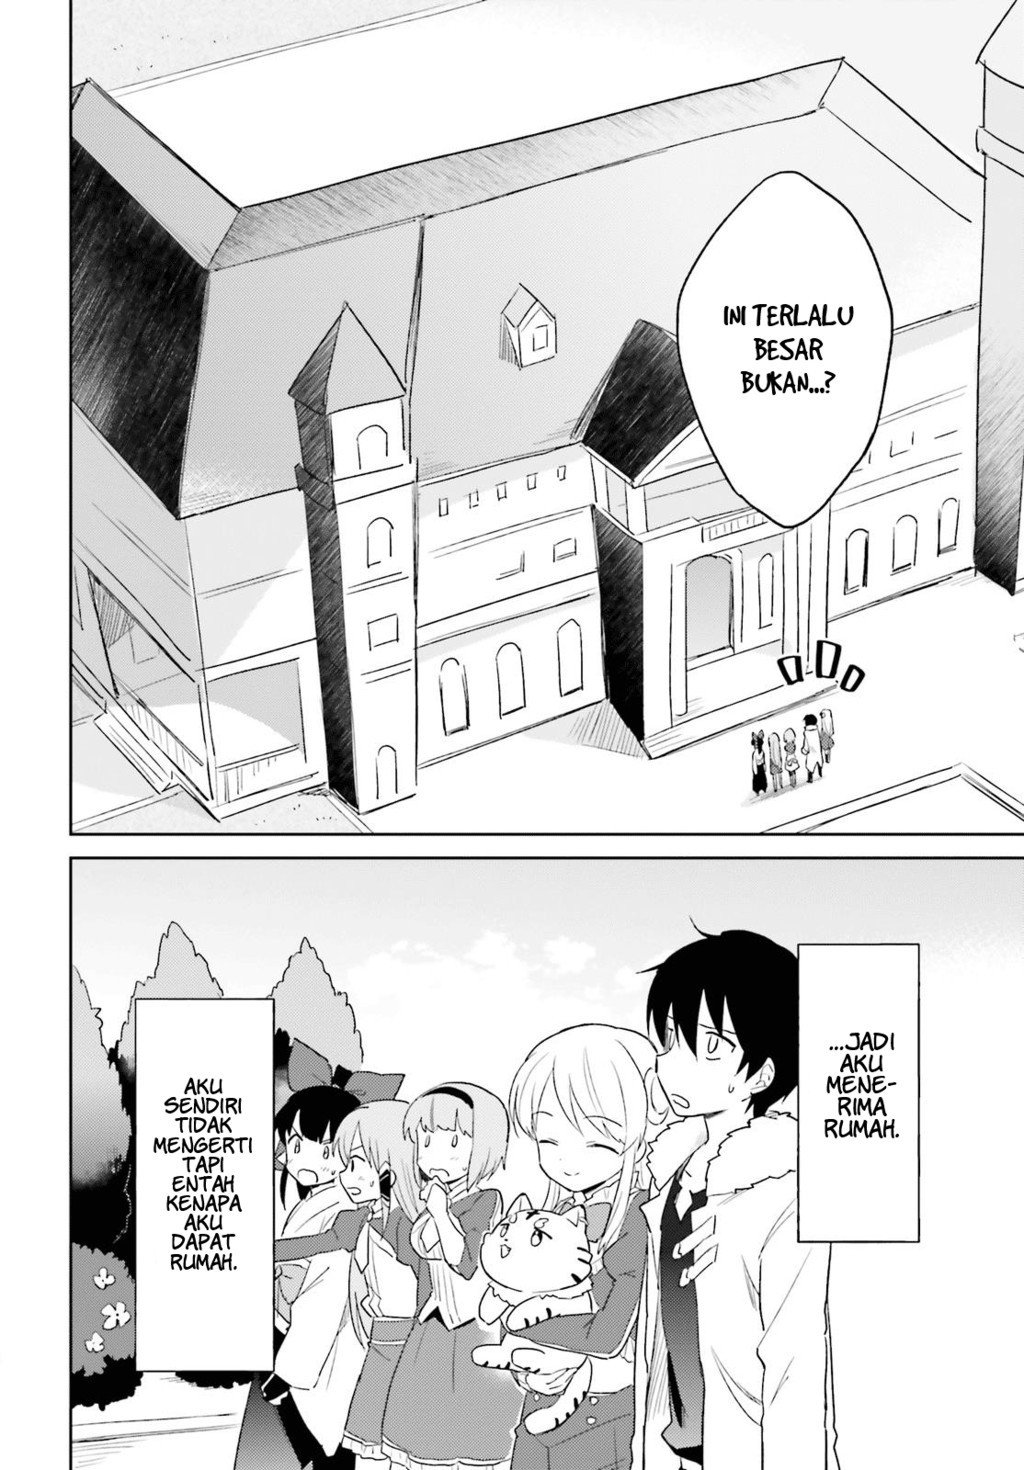 INI TERLALU
BESAR
BUKAN...?
...JADI
AKU
MENE-
RIMA
RUMAH.
AKU
SENDIRI
TIDAK
MENGERTI
TAPI
ENTAH
KENAPA
AKU
DAPAT
RUMAH.